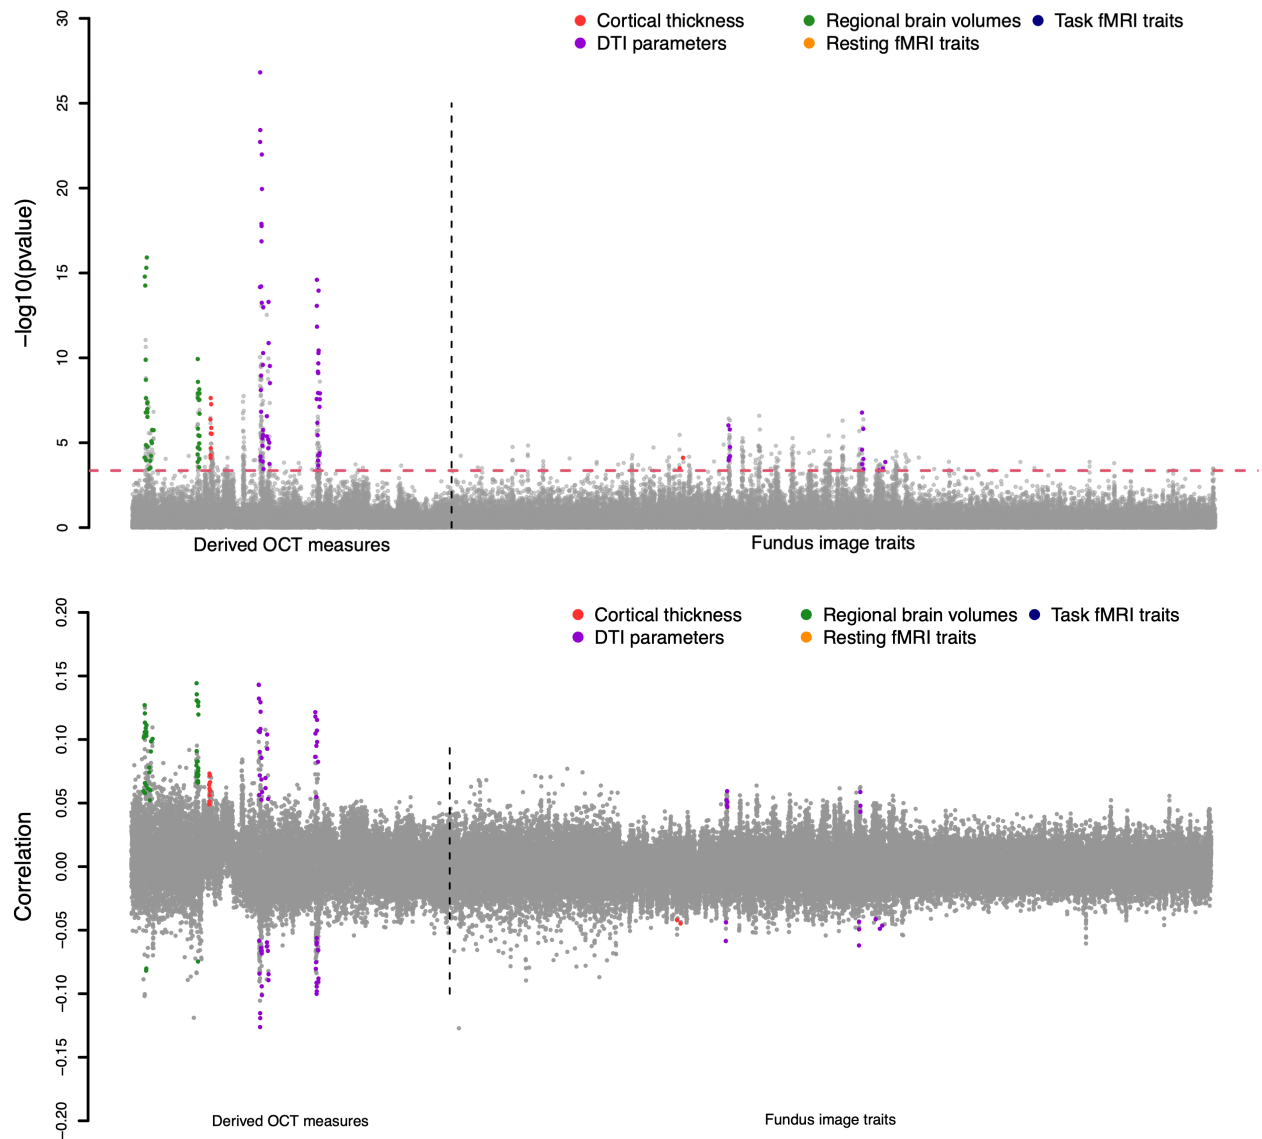 Cortical thickness
Regional brain volumes
Task fMRI traits
DTI parameters
Resting fMRI traits
−log10(pvalue)
30
25
20
15
10
5
0
Derived OCT measures
Fundus image traits
Cortical thickness
Regional brain volumes
Task fMRI traits
DTI parameters
Resting fMRI traits
Correlation
0.20
0.15
0.10
0.05
0.00
−0.05
−0.10
−0.15
−0.20
Derived OCT measures
Fundus image traits